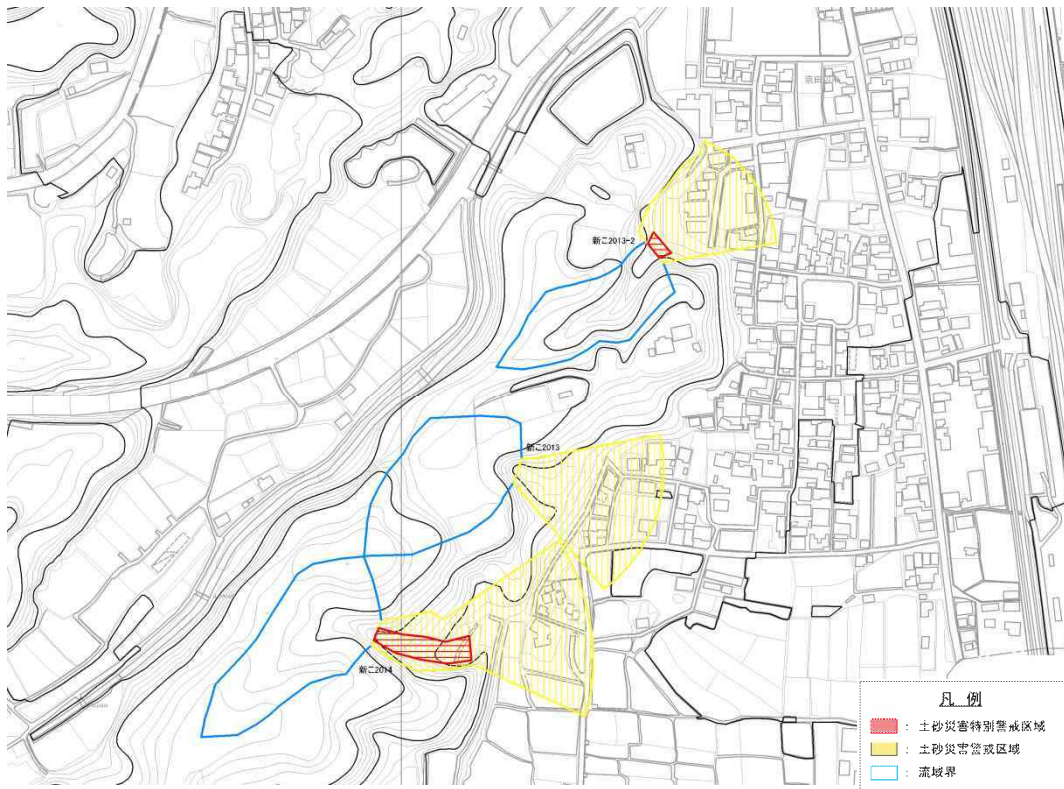 新こ2013-2
新こ2013
新こ2014
凡 例
: 土砂災害特別警戒区域
: 土砂災害警戒区域
: 流域界